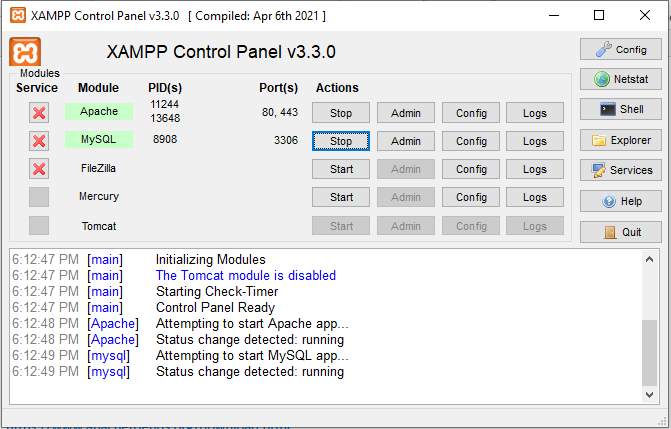 XAMPP Control Panel v3.3.0 [ Compiled: Apr 6th 2021 ]
XAMPP Control Panel v3.3.0
Config
Modules
Service Module PID(s) Port(s) Actions
Netstat
Apache 11244 13648 80, 443 Stop Admin Config Logs
Shell
MySQL 8908 3306 Stop Admin Config Logs
Explorer
FileZilla Start Admin Config Logs
Services
Mercury Start Admin Config Logs
Help
Tomcat Start Admin Config Logs
Quit
6:12:47 PM [main] Initializing Modules
6:12:47 PM [main] The Tomcat module is disabled
6:12:47 PM [main] Starting Check-Timer
6:12:47 PM [main] Control Panel Ready
6:12:48 PM [Apache] Attempting to start Apache app...
6:12:48 PM [Apache] Status change detected: running
6:12:49 PM [mysql] Attempting to start MySQL app...
6:12:49 PM [mysql] Status change detected: running